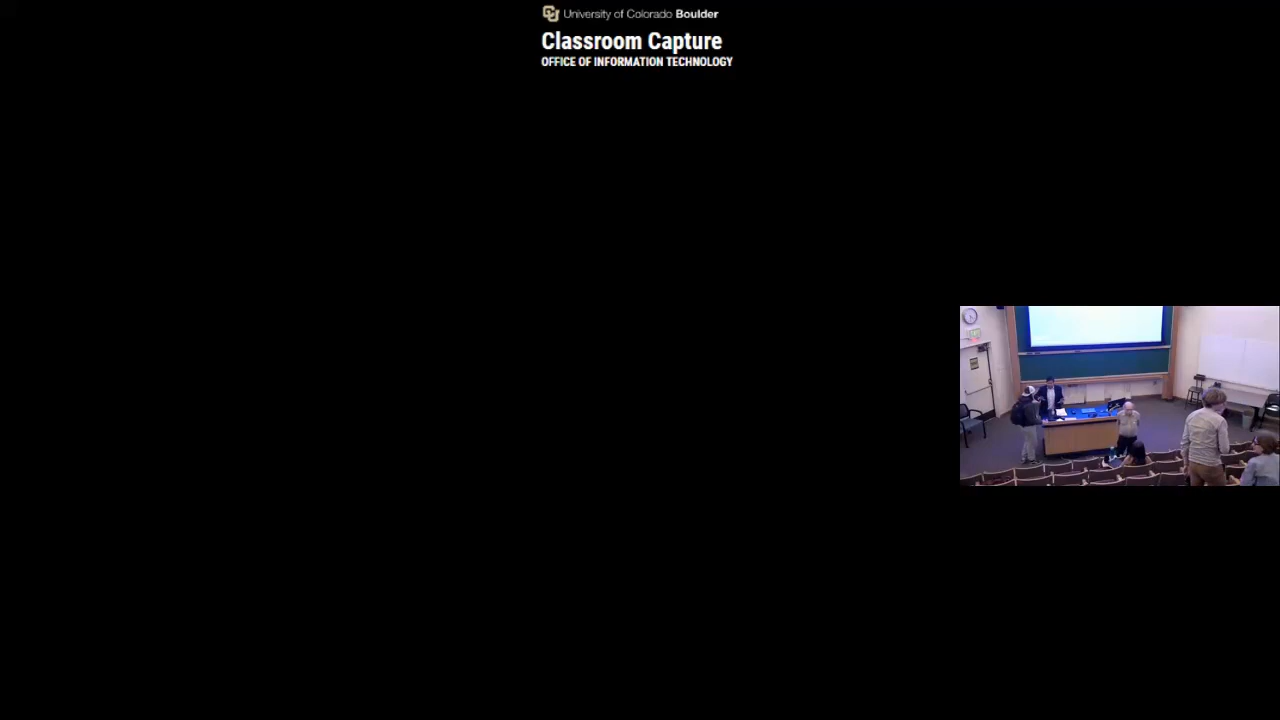 University of Colorado Boulder
Classroom Capture
OFFICE OF INFORMATION TECHNOLOGY